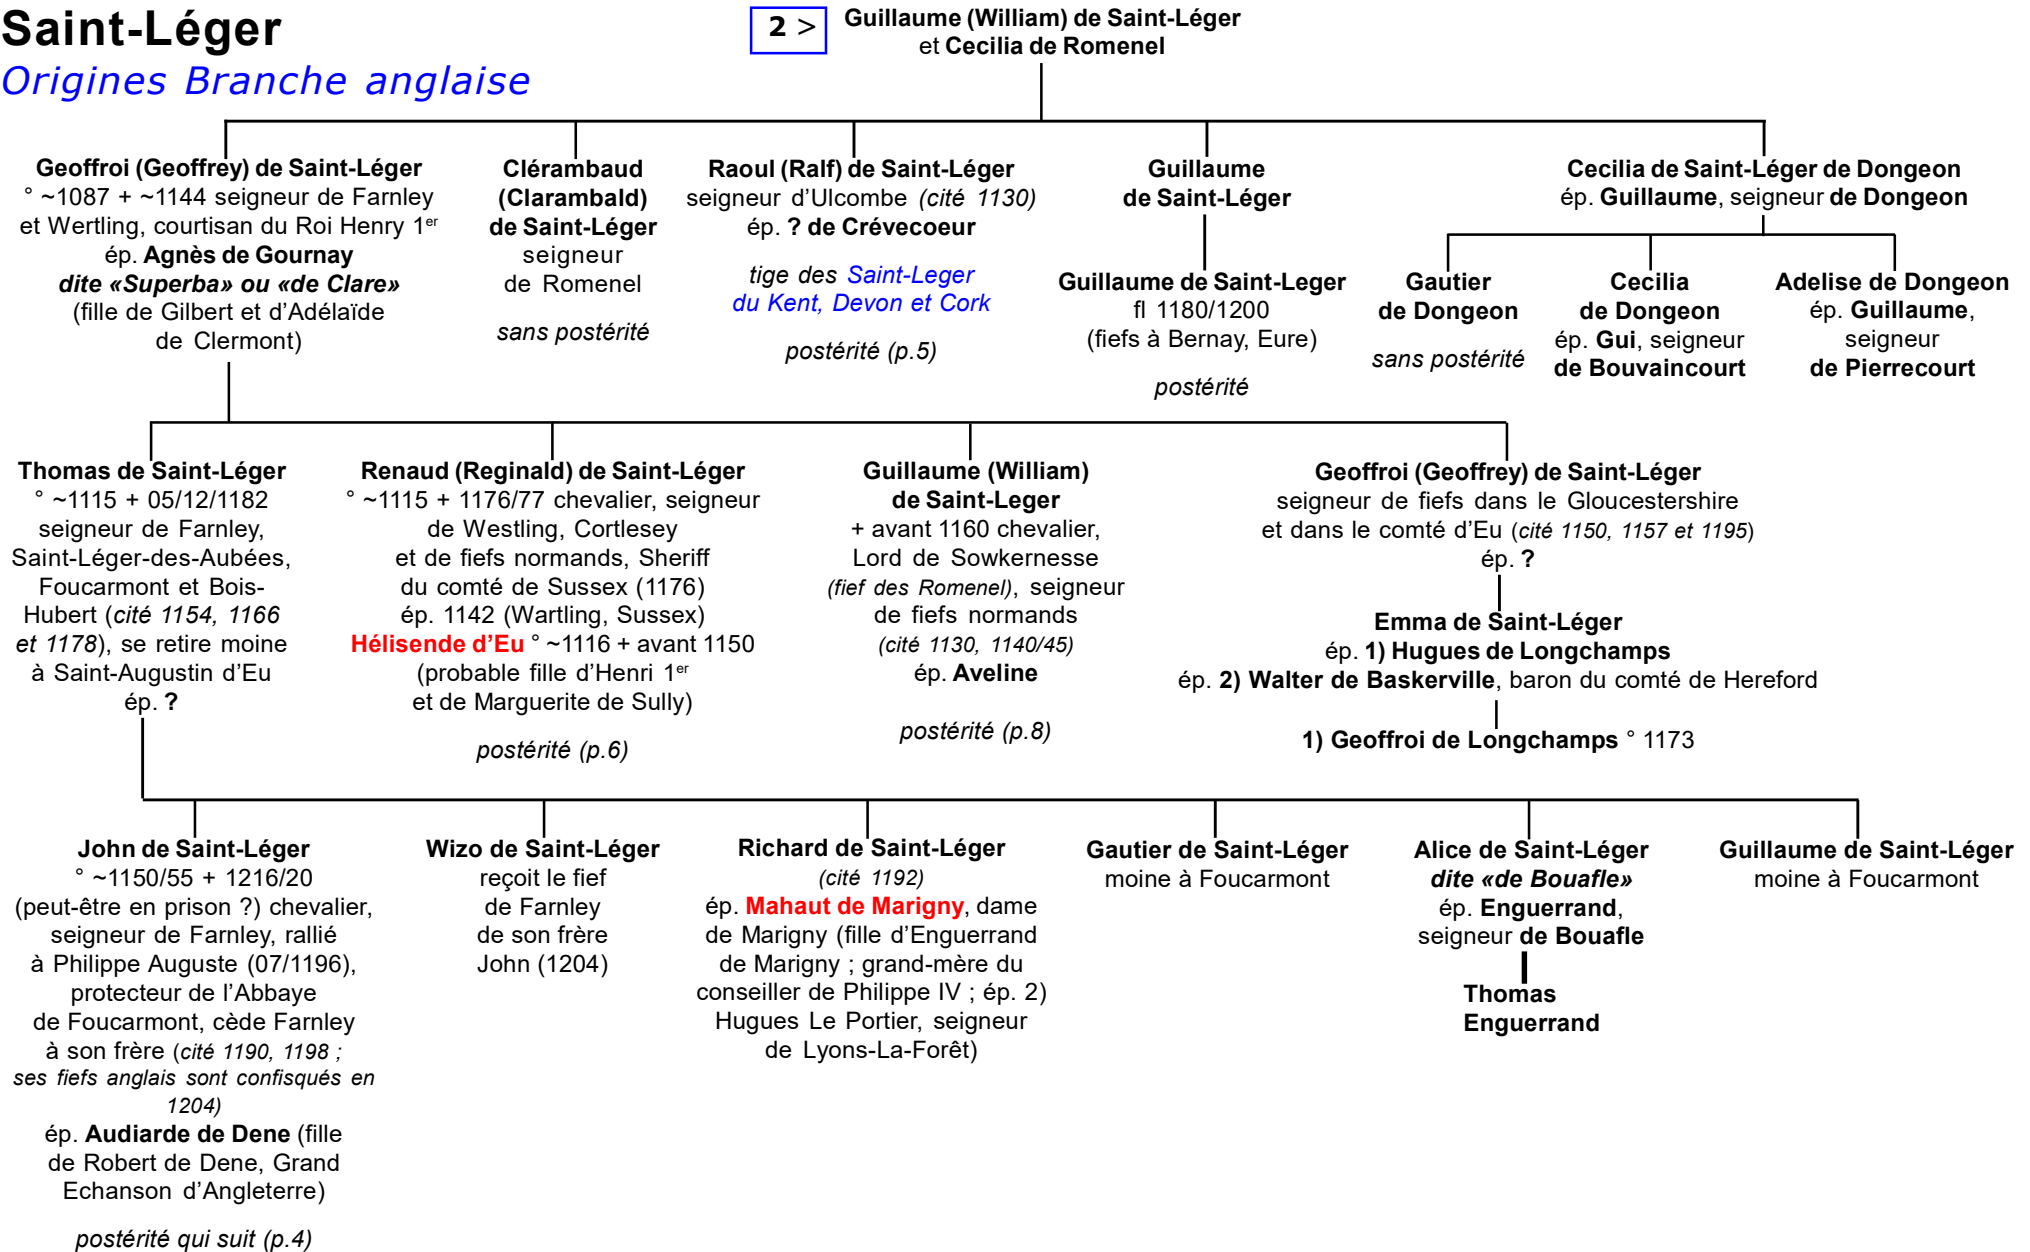 Saint-Léger
Origines Branche anglaise
2 >
Guillaume (William) de Saint-Léger
et Cecilia de Romenel
Geoffroi (Geoffrey) de Saint-Léger
° ~1087 + ~1144 seigneur de Farnley
et Wertling, courtisan du Roi Henry 1er
ép. Agnès de Gournay
dite «Superba» ou «de Clare»
(fille de Gilbert et d'Adélaïde
de Clermont)
Clérambaud
(Clarambald)
de Saint-Léger
seigneur
de Romenel
sans postérité
Raoul (Ralf) de Saint-Léger
seigneur d'Ulcombe (cité 1130)
ép. ? de Crévecoeur
tige des Saint-Leger
du Kent, Devon et Cork
postérité (p.5)
Guillaume
de Saint-Léger
Guillaume de Saint-Leger
fl 1180/1200
(fiefs à Bernay, Eure)
postérité
Cecilia de Saint-Léger de Dongeon
ép. Guillaume, seigneur de Dongeon
Gautier
de Dongeon
sans postérité
Cecilia
de Dongeon
ép. Gui, seigneur
de Bouvaincourt
Adelise de Dongeon
ép. Guillaume,
seigneur
de Pierrecourt
Thomas de Saint-Léger
° ~1115 + 05/12/1182
seigneur de Farnley,
Saint-Léger-des-Aubées,
Foucarmont et Bois-
Hubert (cité 1154, 1166
et 1178), se retire moine
à Saint-Augustin d'Eu
ép. ?
Renaud (Reginald) de Saint-Léger
° ~1115 + 1176/77 chevalier, seigneur
de Westling, Cortlesey
et de fiefs normands, Sheriff
du comté de Sussex (1176)
ép. 1142 (Wartling, Sussex)
Hélisende d'Eu ° ~1116 + avant 1150
(probable fille d'Henri 1er
et de Marguerite de Sully)
postérité (p.6)
Guillaume (William)
de Saint-Leger
+ avant 1160 chevalier,
Lord de Sowkernesse
(fief des Romenel), seigneur
de fiefs normands
(cité 1130, 1140/45)
ép. Aveline
postérité (p.8)
Geoffroi (Geoffrey) de Saint-Léger
seigneur de fiefs dans le Gloucestershire
et dans le comté d'Eu (cité 1150, 1157 et 1195)
ép. ?
Emma de Saint-Léger
ép. 1) Hugues de Longchamps
ép. 2) Walter de Baskerville, baron du comté de Hereford
1) Geoffroi de Longchamps ° 1173
John de Saint-Léger
° ~1150/55 + 1216/20
(peut-être en prison ?) chevalier,
seigneur de Farnley, rallié
à Philippe Auguste (07/1196),
protecteur de l'Abbaye
de Foucarmont, cède Farnley
à son frère (cité 1190, 1198 ;
ses fiefs anglais sont confisqués en
1204)
ép. Audiarde de Dene (fille
de Robert de Dene, Grand
Echanson d'Angleterre)
postérité qui suit (p.4)
Wizo de Saint-Léger
reçoit le fief
de Farnley
de son frère
John (1204)
Richard de Saint-Léger
(cité 1192)
ép. Mahaut de Marigny, dame
de Marigny (fille d'Enguerrand
de Marigny ; grand-mère du
conseiller de Philippe IV ; ép. 2)
Hugues Le Portier, seigneur
de Lyons-La-Forêt)
Gautier de Saint-Léger
moine à Foucarmont
Alice de Saint-Léger
dite «de Bouafle»
ép. Enguerrand,
seigneur de Bouafle
Thomas
Enguerrand
Guillaume de Saint-Léger
moine à Foucarmont